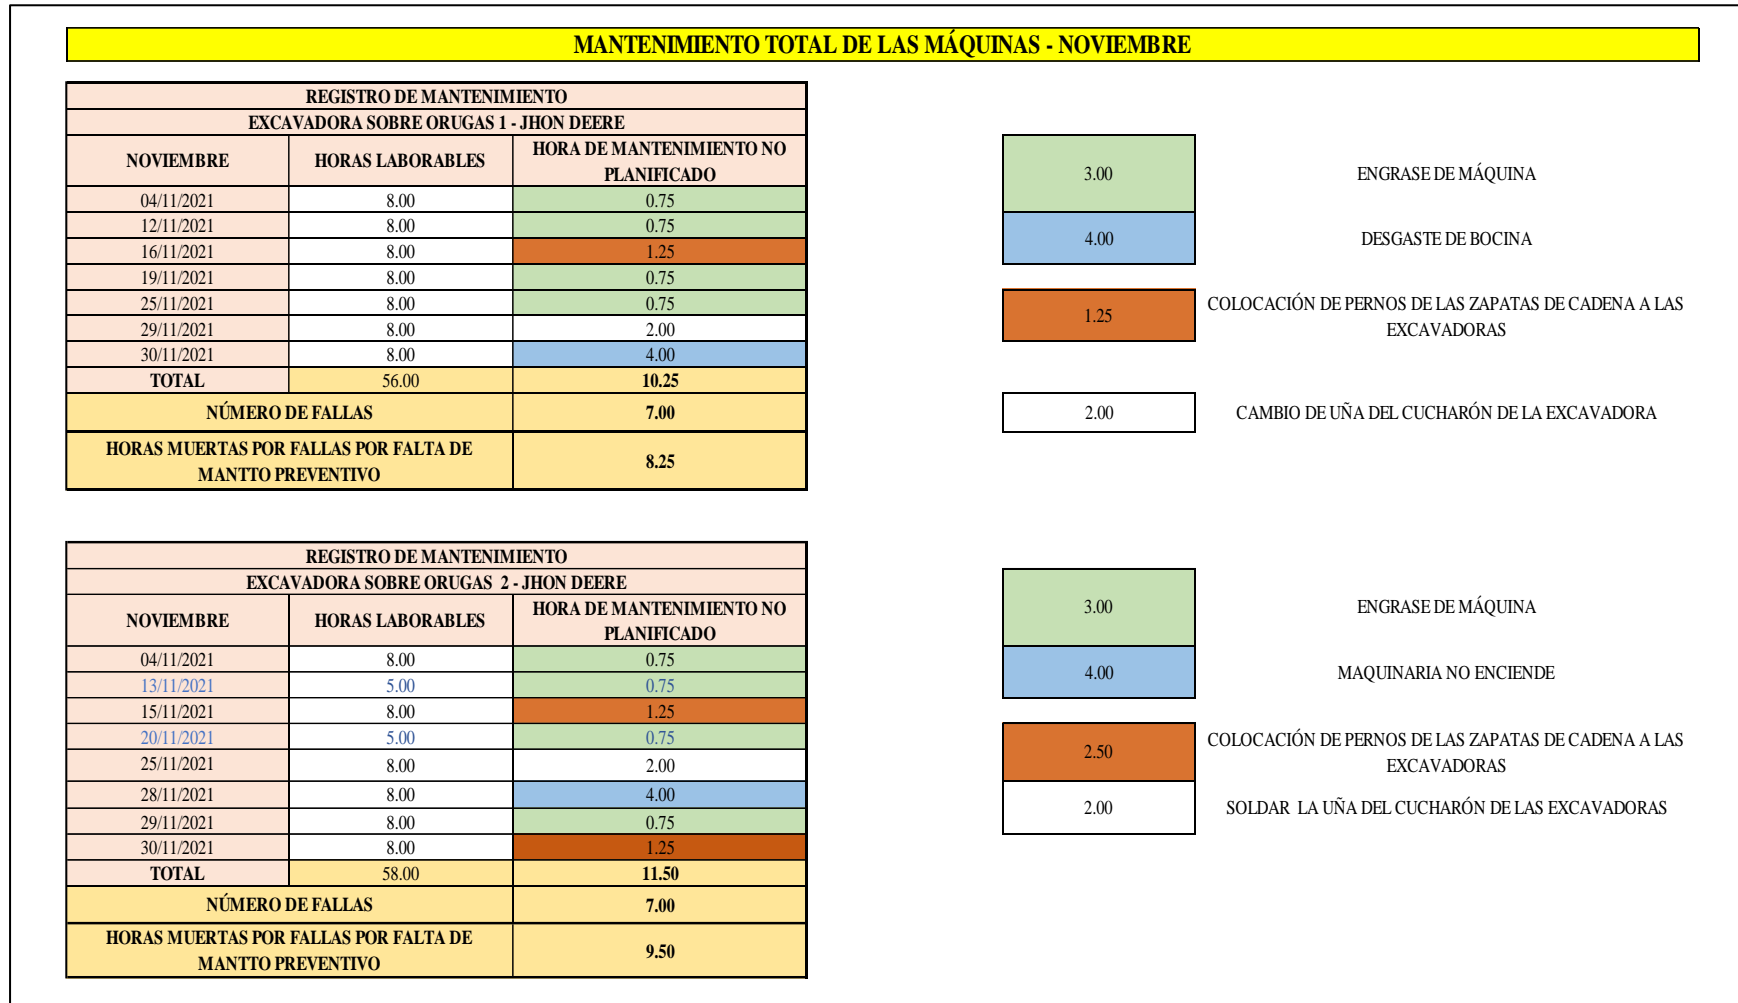 MANTENIMIENTO TOTAL DE LAS MÁQUINAS - NOVIEMBRE
REGISTRO DE MANTENIMIENTO
EXCAVADORA SOBRE ORUGAS 1 - JHON DEERE
NOVIEMBRE HORAS LABORABLES HORA DE MANTENIMIENTO NO
PLANIFICADO
04/11/2021 8.00 0.75
12/11/2021 8.00 0.75
16/11/2021 8.00 1.25
19/11/2021 8.00 0.75
25/11/2021 8.00 0.75
29/11/2021 8.00 2.00
30/11/2021 8.00 4.00
TOTAL 56.00 10.25
NÚMERO DE FALLAS 7.00
HORAS MUERTAS POR FALLAS POR FALTA DE
MANTTO PREVENTIVO 8.25
3.00 ENGRASE DE MÁQUINA
4.00 DESGASTE DE BOCINA
1.25 COLOCACIÓN DE PERNOS DE LAS ZAPATAS DE CADENA A LAS
EXCAVADORAS
2.00 CAMBIO DE UÑA DEL CUCHARÓN DE LA EXCAVADORA
REGISTRO DE MANTENIMIENTO
EXCAVADORA SOBRE ORUGAS 2 - JHON DEERE
NOVIEMBRE HORAS LABORABLES HORA DE MANTENIMIENTO NO
PLANIFICADO
04/11/2021 8.00 0.75
13/11/2021 5.00 0.75
15/11/2021 8.00 1.25
20/11/2021 5.00 0.75
25/11/2021 8.00 2.00
28/11/2021 8.00 4.00
29/11/2021 8.00 0.75
30/11/2021 8.00 1.25
TOTAL 58.00 11.50
NÚMERO DE FALLAS 7.00
HORAS MUERTAS POR FALLAS POR FALTA DE
MANTTO PREVENTIVO 9.50
3.00 ENGRASE DE MÁQUINA
4.00 MAQUINARIA NO ENCIENDE
2.50 COLOCACIÓN DE PERNOS DE LAS ZAPATAS DE CADENA A LAS
EXCAVADORAS
2.00 SOLDAR LA UÑA DEL CUCHARÓN DE LAS EXCAVADORAS